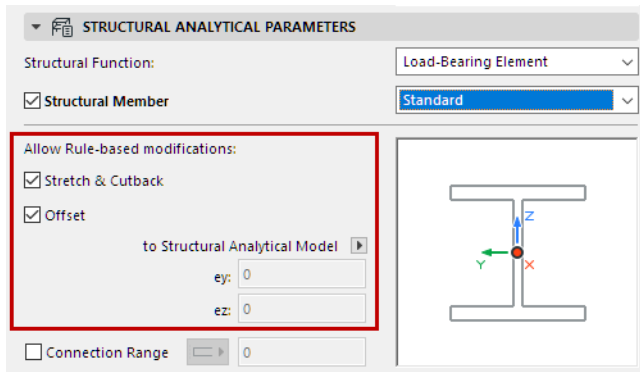 STRUCTURAL ANALYTICAL PARAMETERS
Structural Function: Load-Bearing Element
Structural Member Standard
Allow Rule-based modifications:
Stretch & Cutback
Offset
to Structural Analytical Model
ey: 0
ez: 0
Connection Range 0
Z
Y X